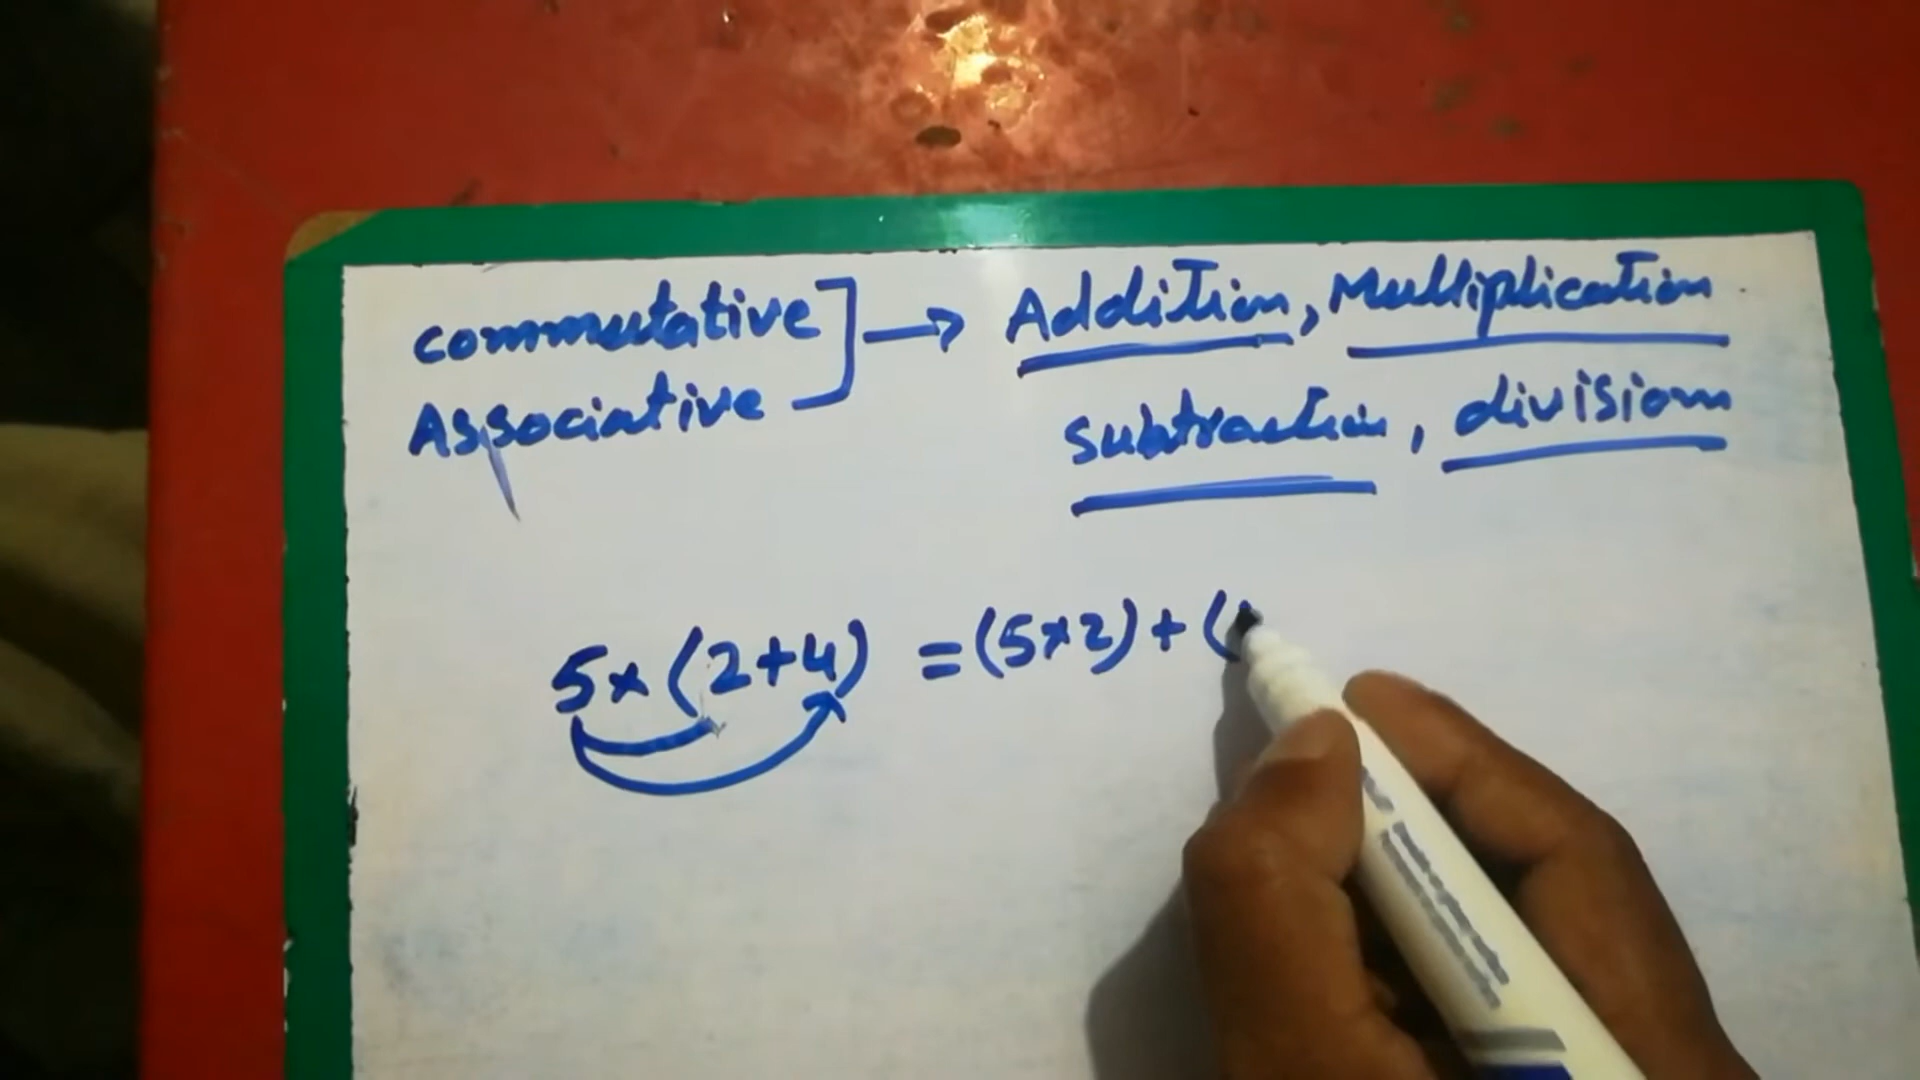 commutative ] → Addition, Multiplication
Associative subtraction, division
5×(2+4) = (5×2)+(